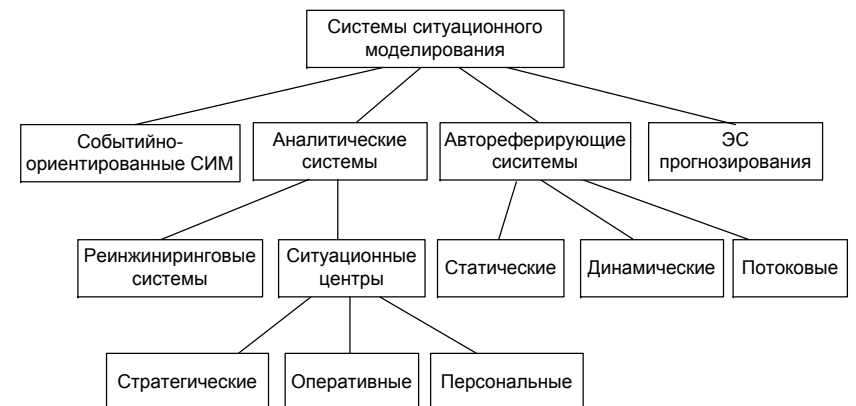 Системы ситуационного
моделирования
Событийно-
ориентированные СИМ
Аналитические
системы
Автореферирующие
сиситемы
ЭС
прогнозирования
Реинжиниринговые
системы
Ситуационные
центры
Статические
Динамические
Потоковые
Стратегические
Оперативные
Персональные